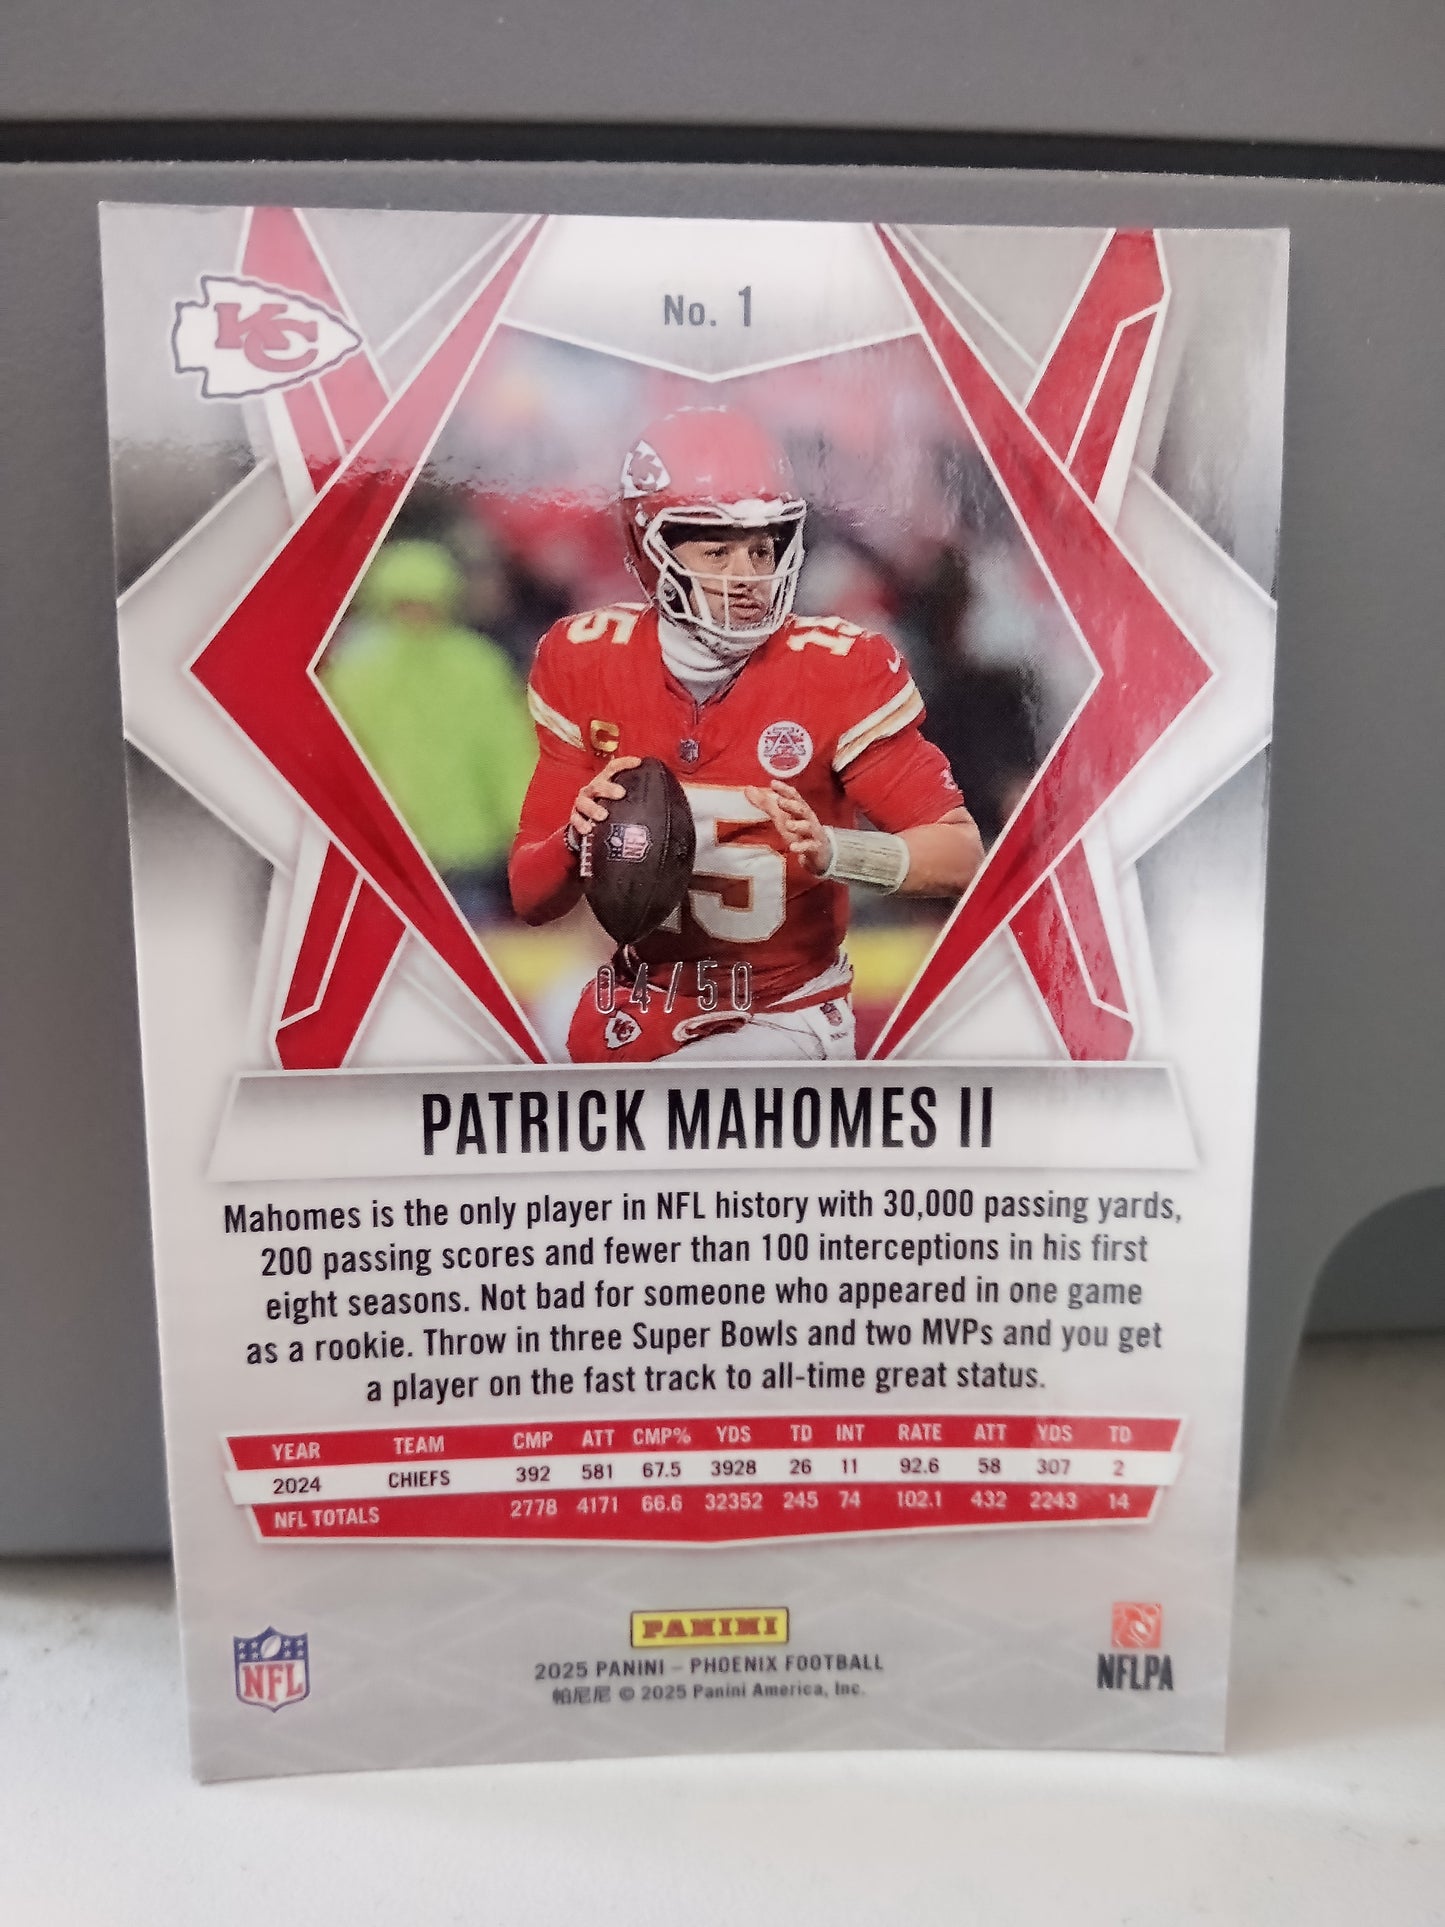 KC
No. 1
KC
15
15
C
15
NFL
04/50
KC
PATRICK MAHOMES II
Mahomes is the only player in NFL history with 30,000 passing yards,
200 passing scores and fewer than 100 interceptions in his first
eight seasons. Not bad for someone who appeared in one game
as a rookie. Throw in three Super Bowls and two MVPs and you get
a player on the fast track to all-time great status.
YEAR TEAM CMP ATT CMP% YDS TD INT RATE ATT YDS TD
2024 CHIEFS 392 581 67.5 3928 26 11 92.6 58 307 2
NFL TOTALS 2778 4171 66.6 32352 245 74 102.1 432 2243 14
PANINI
NFL
2025 PANINI – PHOENIX FOOTBALL
NFLPA
帕尼尼 © 2025 Panini America, Inc.